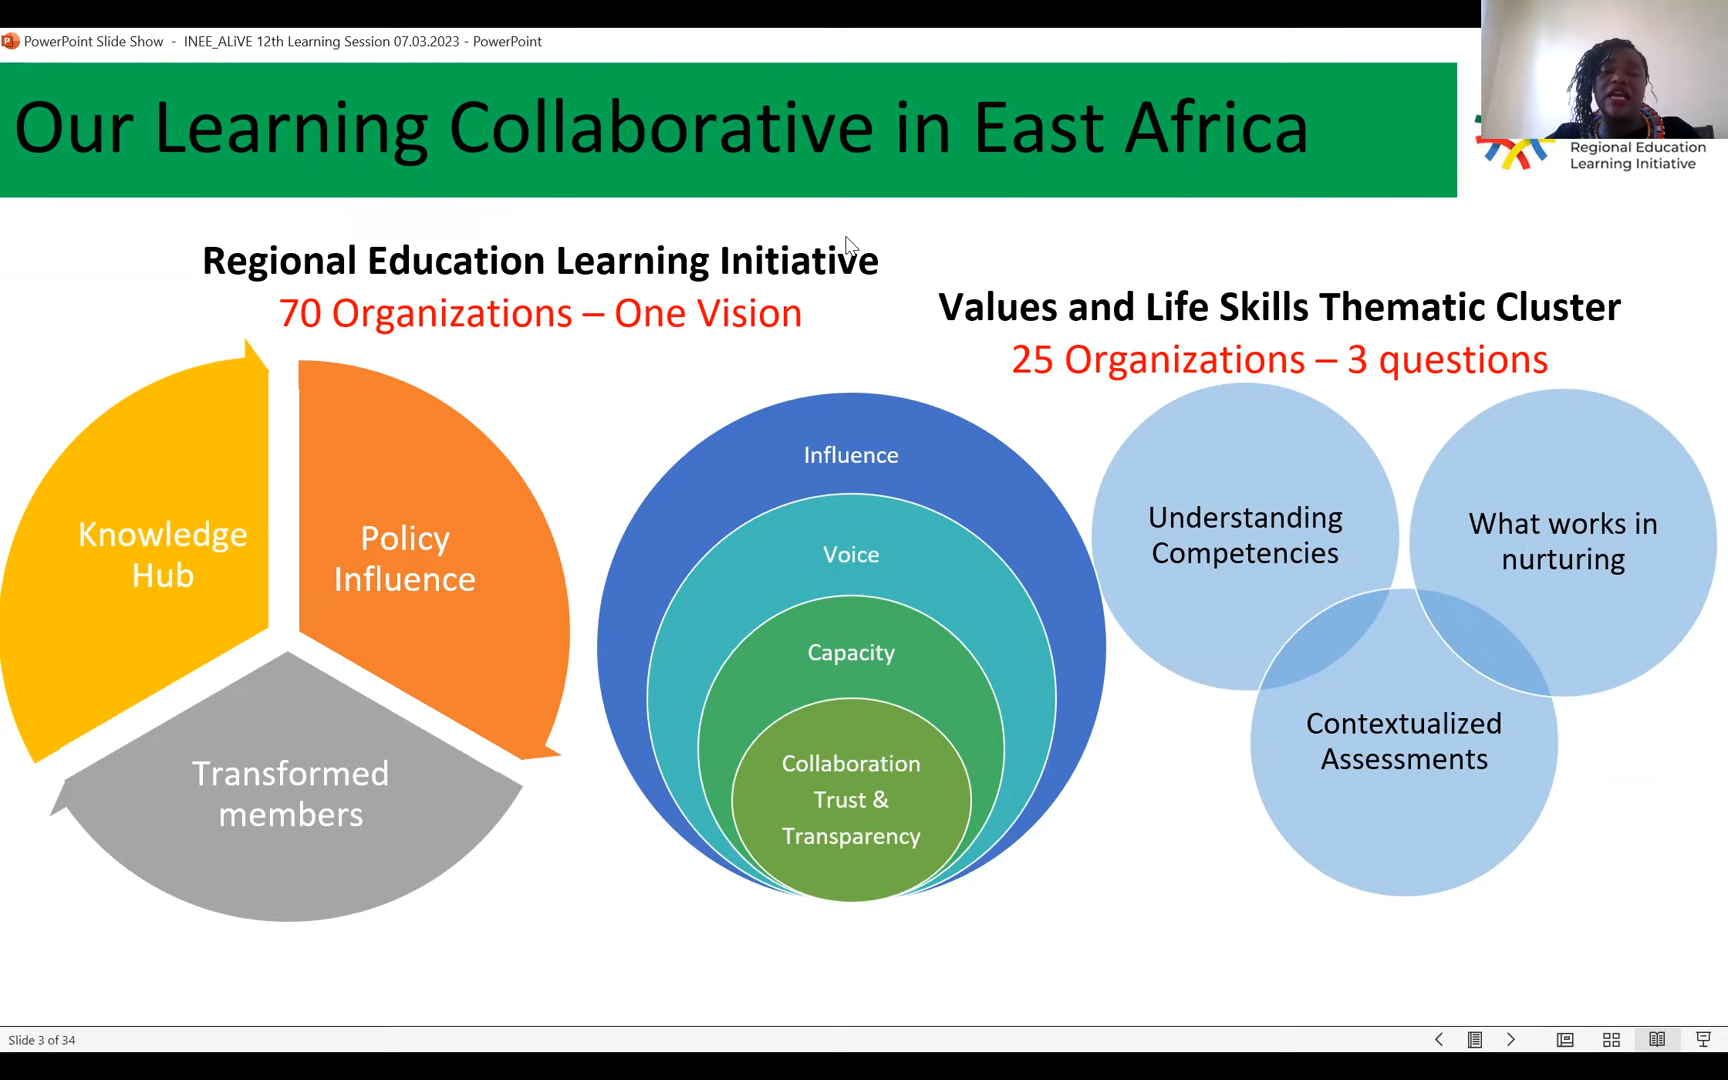 PowerPoint Slide Show - INEE_ALiVE 12th Learning Session 07.03.2023 - PowerPoint
Our Learning Collaborative in East Africa
Regional Education
Learning Initiative
Regional Education Learning Initiative
70 Organizations – One Vision
Values and Life Skills Thematic Cluster
25 Organizations – 3 questions
Knowledge
Hub
Policy
Influence
Transformed
members
Influence
Voice
Capacity
Collaboration
Trust &
Transparency
Understanding
Competencies
What works in
nurturing
Contextualized
Assessments
Slide 3 of 34